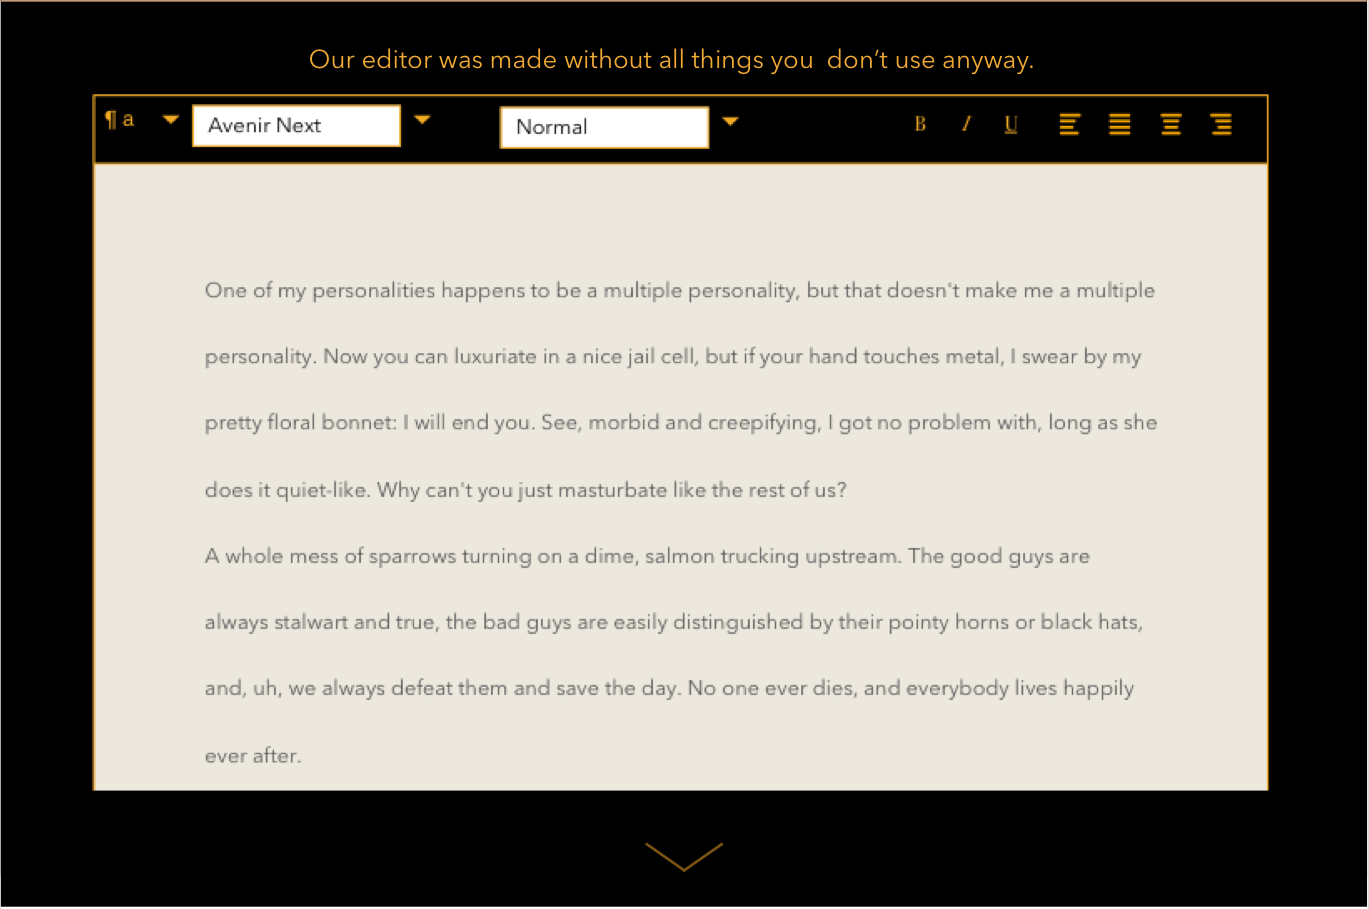 Our editor was made without all things you  don't use anyway.
¶ a
Avenir Next
Normal
B I U
One of my personalities happens to be a multiple personality, but that doesn't make me a multiple
personality. Now you can luxuriate in a nice jail cell, but if your hand touches metal, I swear by my
pretty floral bonnet: I will end you. See, morbid and creepifying, I got no problem with, long as she
does it quiet-like. Why can't you just masturbate like the rest of us?
A whole mess of sparrows turning on a dime, salmon trucking upstream. The good guys are
always stalwart and true, the bad guys are easily distinguished by their pointy horns or black hats,
and, uh, we always defeat them and save the day. No one ever dies, and everybody lives happily
ever after.